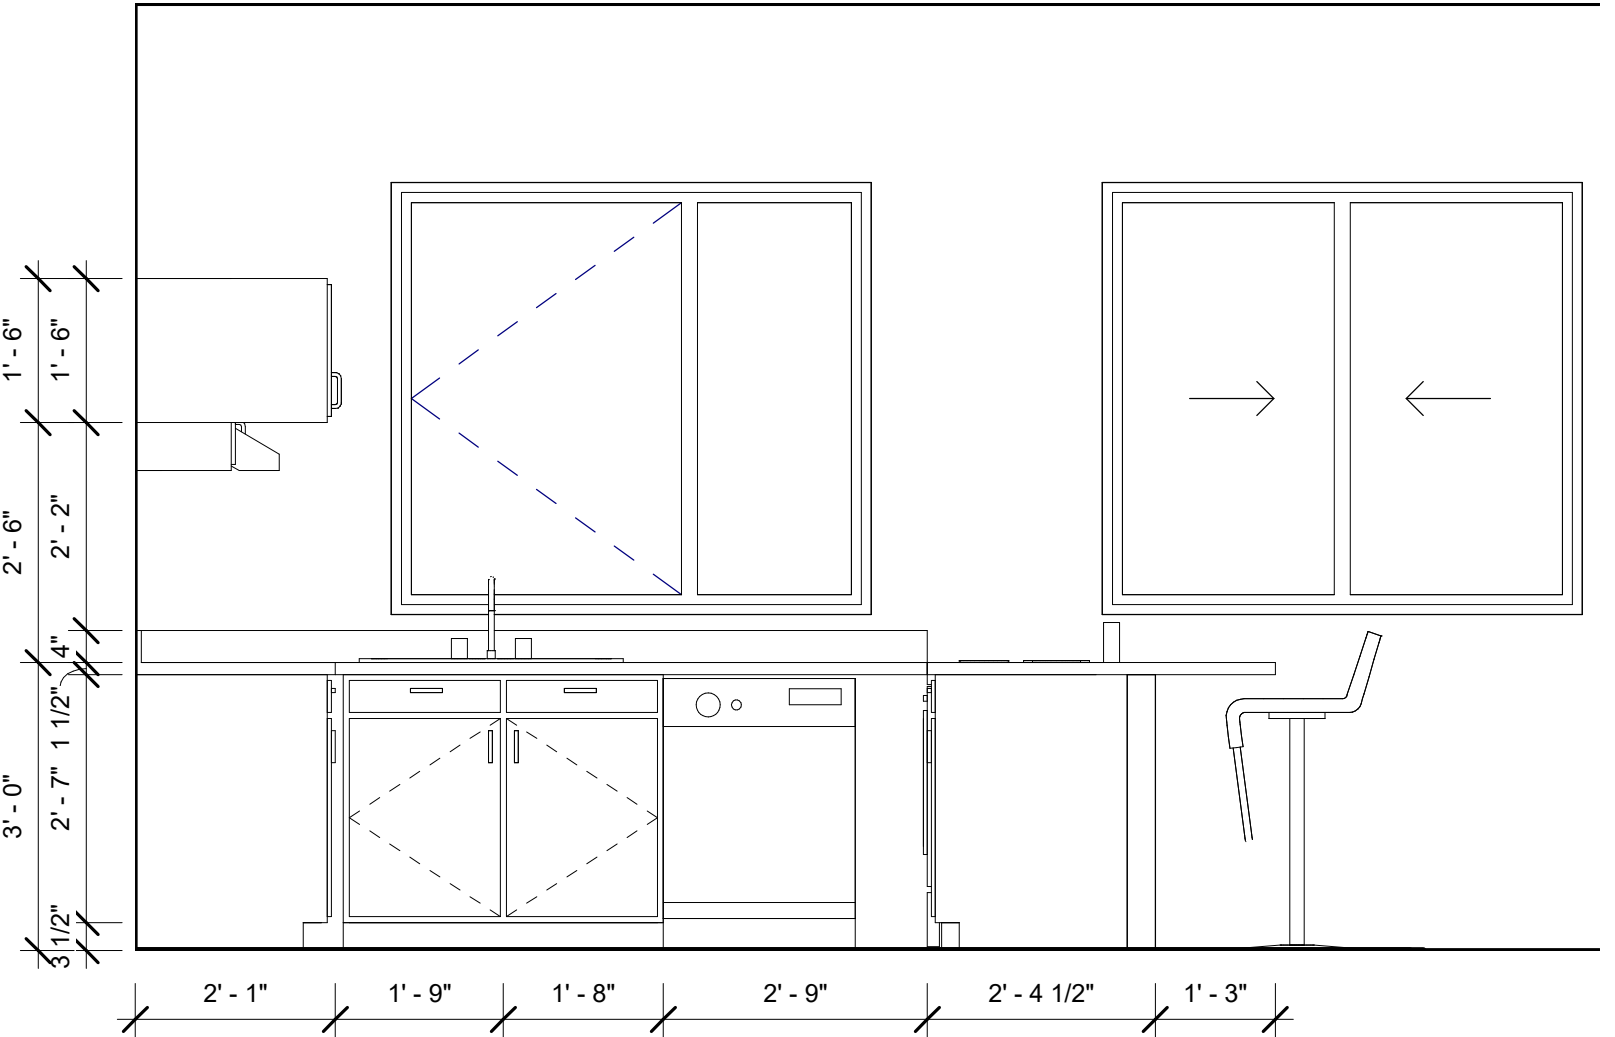 1' - 6"
2' - 6"
3' - 0"
1' - 6"
2' - 2"
4"
1 1/2"
2' - 7"
3 1/2"
2' - 1"
1' - 9"
1' - 8"
2' - 9"
2' - 4 1/2"
1' - 3"